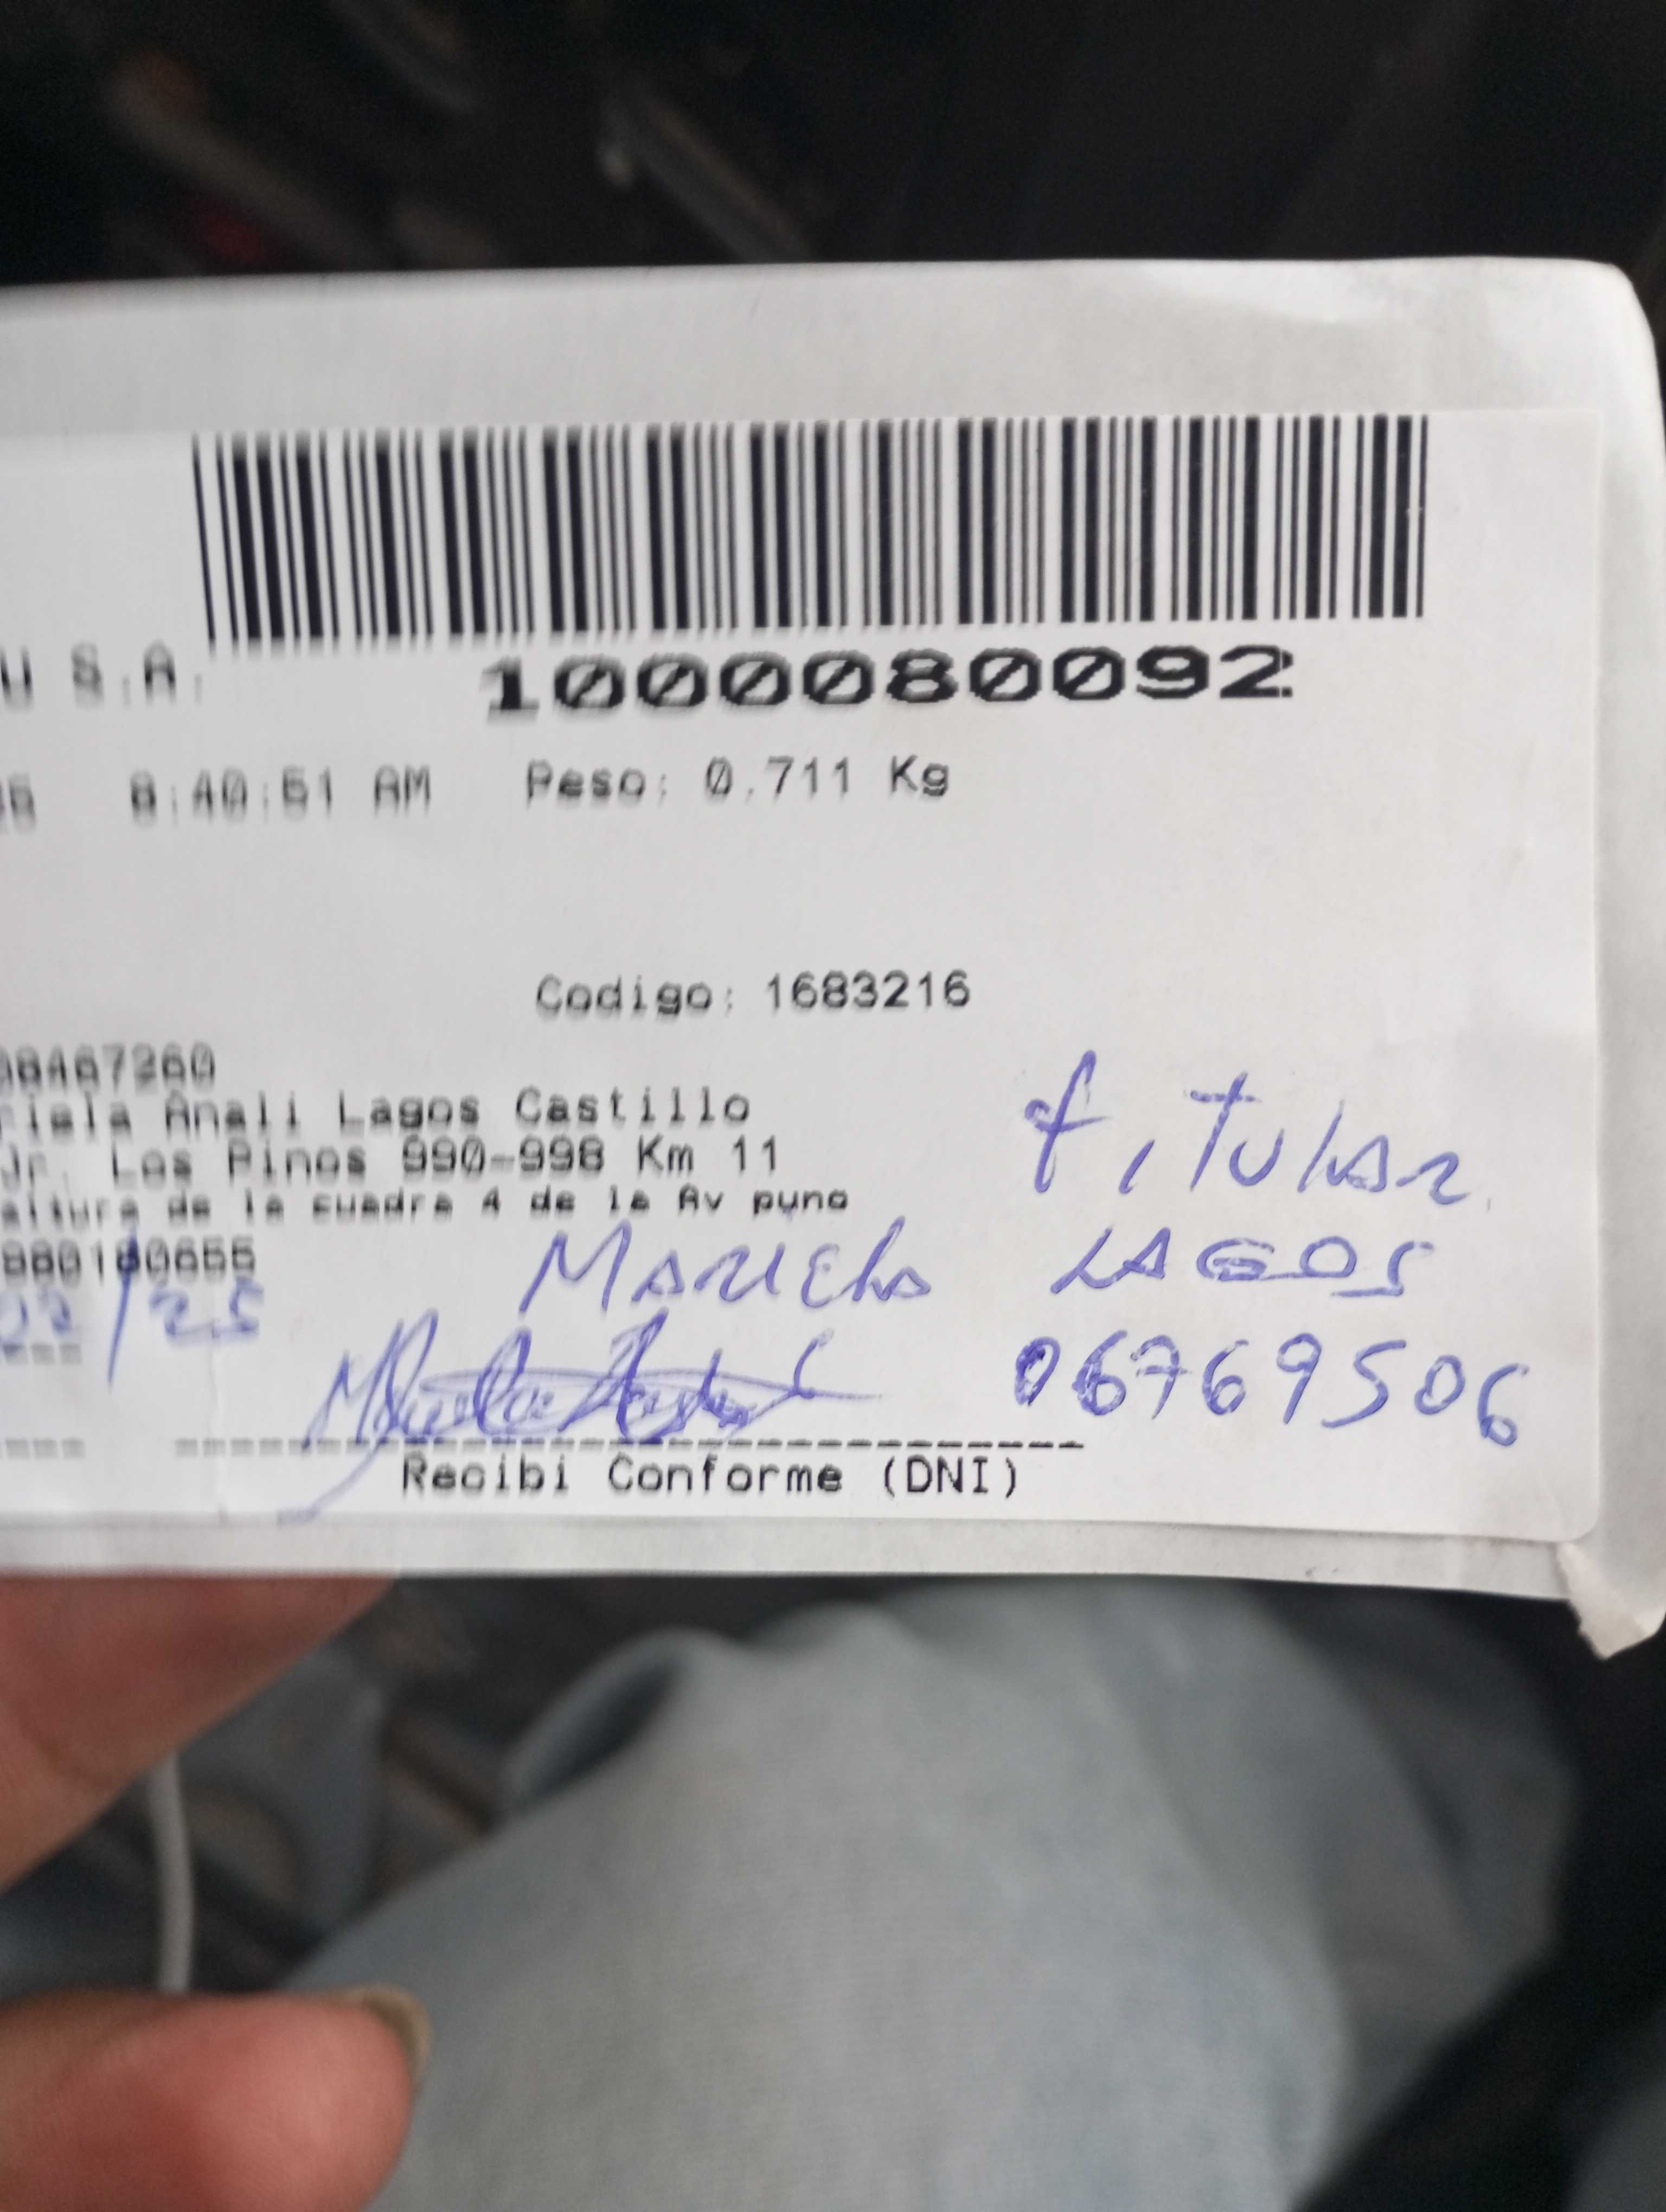 U S.A.
1000080092
8:40:51 AM Peso: 0.711 Kg
Codigo: 1683216
08467260
riela Anali Lagos Castillo
Jr. Los Pinos 990-998 Km 11
altura de la cuadra 4 de la Av puno
f, Titular
Mariela LAGOS
/25
06769506
Recibi Conforme (DNI)